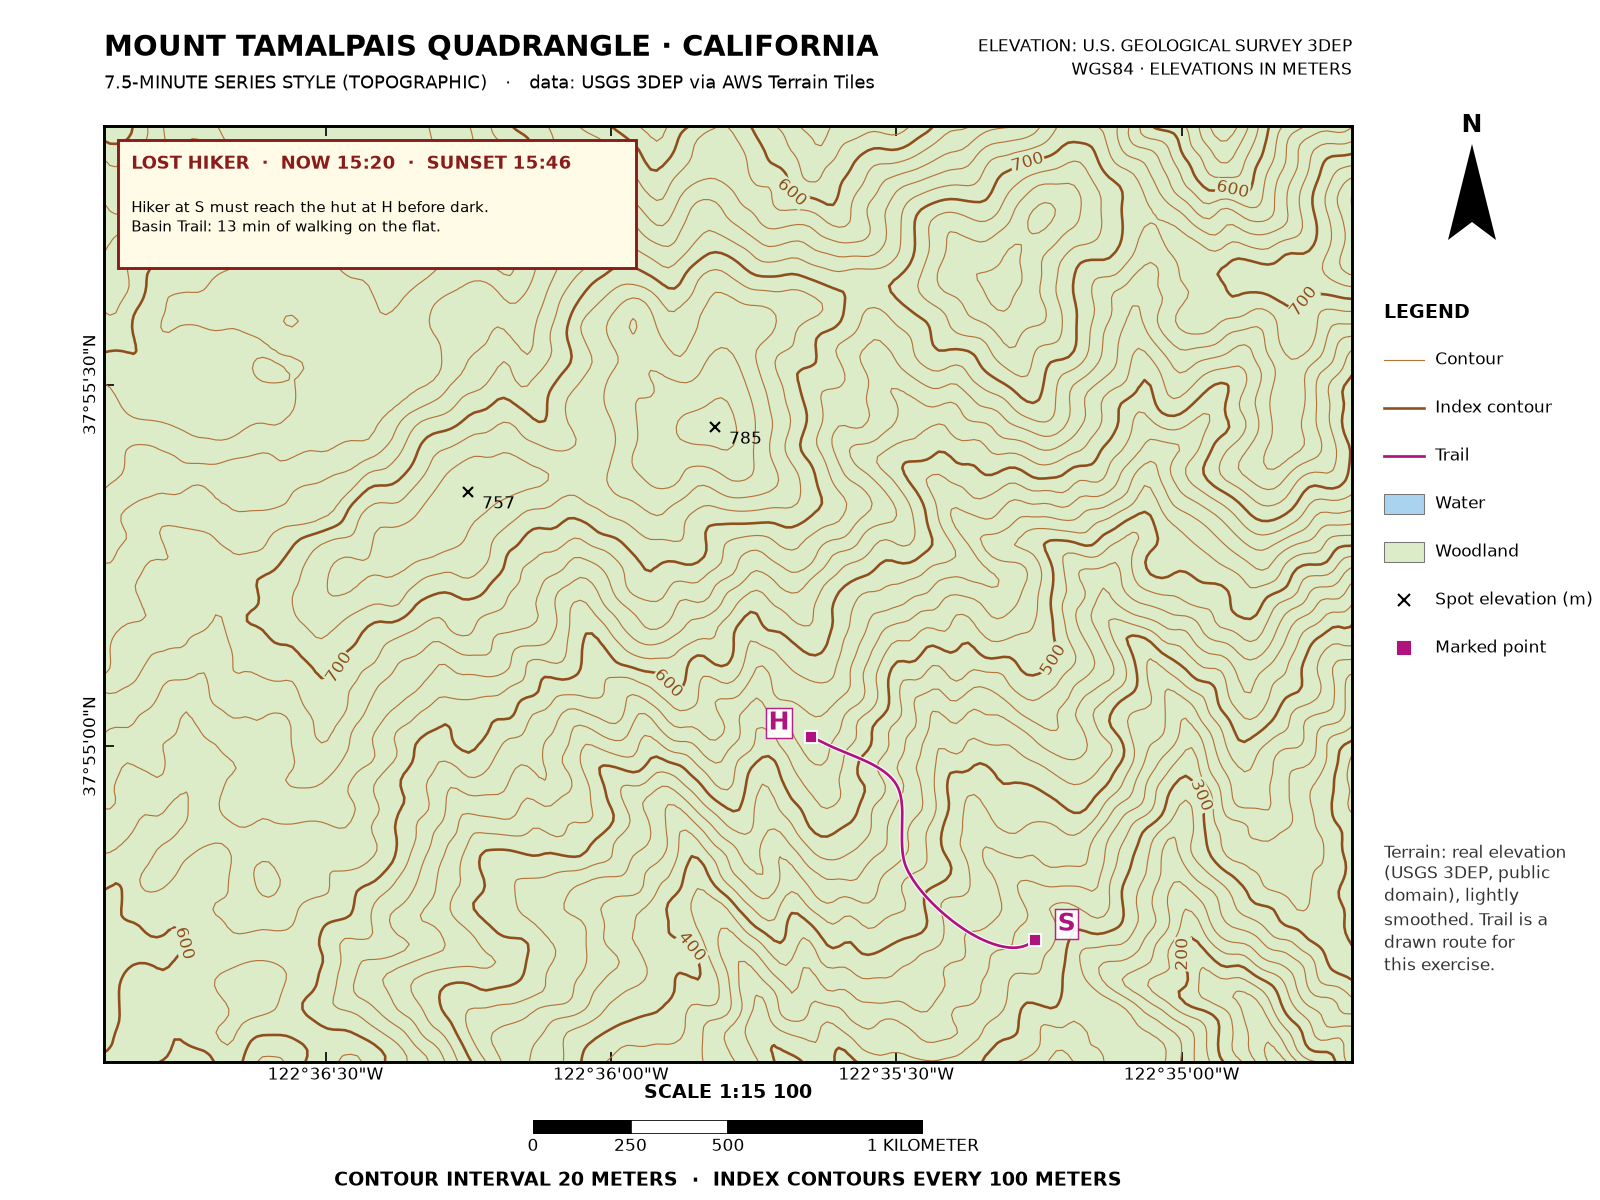 MOUNT TAMALPAIS QUADRANGLE · CALIFORNIA
7.5-MINUTE SERIES STYLE (TOPOGRAPHIC) · data: USGS 3DEP via AWS Terrain Tiles
ELEVATION: U.S. GEOLOGICAL SURVEY 3DEP
WGS84 · ELEVATIONS IN METERS
LOST HIKER · NOW 15:20 · SUNSET 15:46
Hiker at S must reach the hut at H before dark.
Basin Trail: 13 min of walking on the flat.
N
700
600
600
700
37°55'30"N
785
757
700
600
500
H
37°55'0"N
300
S
600
400
200
LEGEND
Contour
Index contour
Trail
Water
Woodland
Spot elevation (m)
Marked point
Terrain: real elevation
(USGS 3DEP, public
domain), lightly
smoothed. Trail is a
drawn route for
this exercise.
122°36'30"W
122°36'00"W
122°35'30"W
122°35'00"W
SCALE 1:15 100
0
250
500
1 KILOMETER
CONTOUR INTERVAL 20 METERS · INDEX CONTOURS EVERY 100 METERS